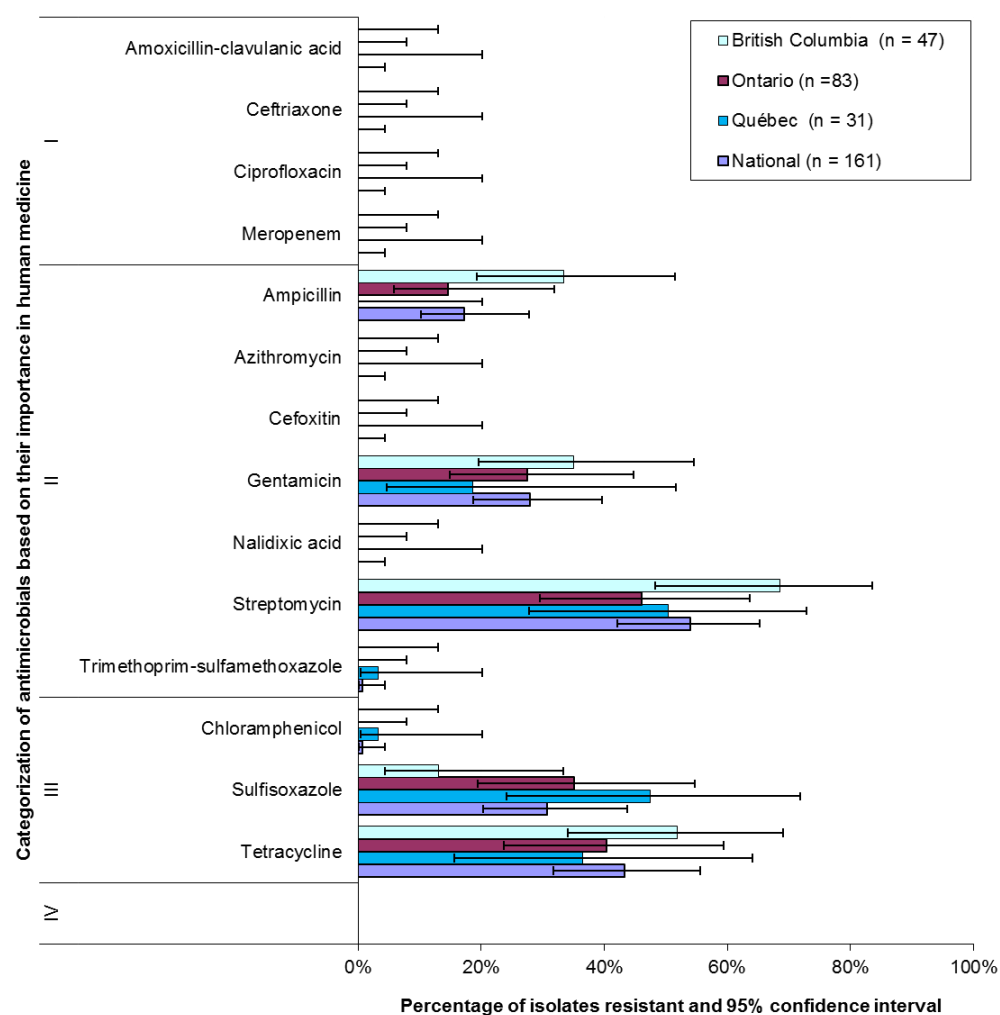 Categorization of antimicrobials based on their importance in human medicine
I
II
III
IV
Amoxicillin-clavulanic acid
Ceftriaxone
Ciprofloxacin
Meropenem
Ampicillin
Azithromycin
Cefoxitin
Gentamicin
Nalidixic acid
Streptomycin
Trimethoprim-sulfamethoxazole
Chloramphenicol
Sulfisoxazole
Tetracycline
British Columbia (n = 47)
Ontario (n =83)
Québec (n = 31)
National (n = 161)
0% 20% 40% 60% 80% 100%
Percentage of isolates resistant and 95% confidence interval